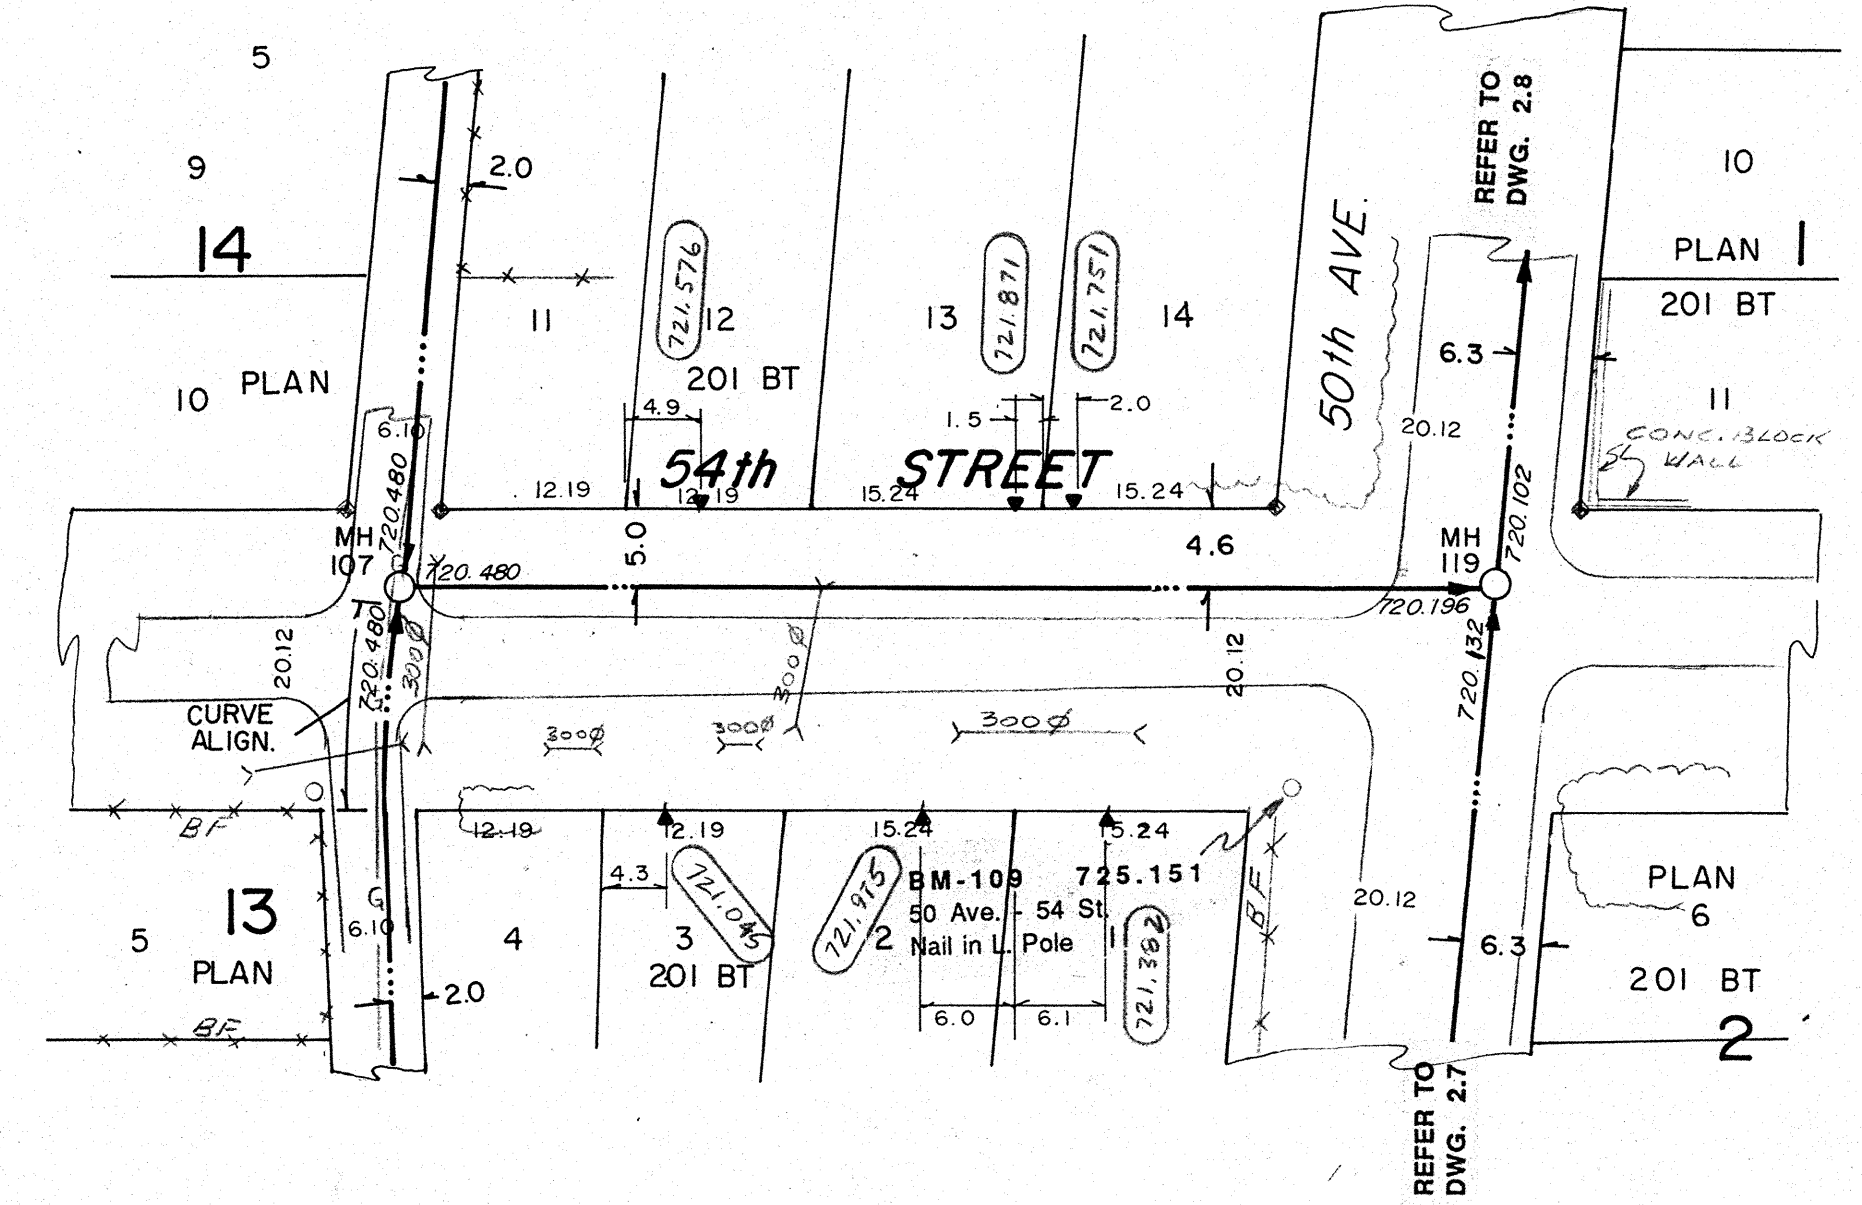 5
9
2.0
14
10
PLAN
11
12
201 BT
13
14
721.576
721.871
721.751
4.9
1.5
2.0
54th STREET
50th AVE.
REFER TO
DWG. 2.8
10
PLAN 1
201 BT
11
CONC. BLOCK
WALL
6.3
20.12
6.10
720.480
12.19
12.19
15.24
15.24
MH
107
720.480
5.0
4.6
MH
119
720.102
720.196
720.132
20.12
720.480
300Ø
300Ø
20.12
CURVE
ALIGN.
300Ø
300Ø
300Ø
BF
12.19
12.19
15.24
15.24
4.3
721.045
721.975
BM-109 725.151
50 Ave. - 54 St.
Nail in L. Pole
721.382
BF
20.12
PLAN
6
201 BT
2
6.3
13
5
PLAN
G
G
6.10
4
3
201 BT
2
1
2.0
6.0
6.1
BF
REFER TO
DWG. 2.7